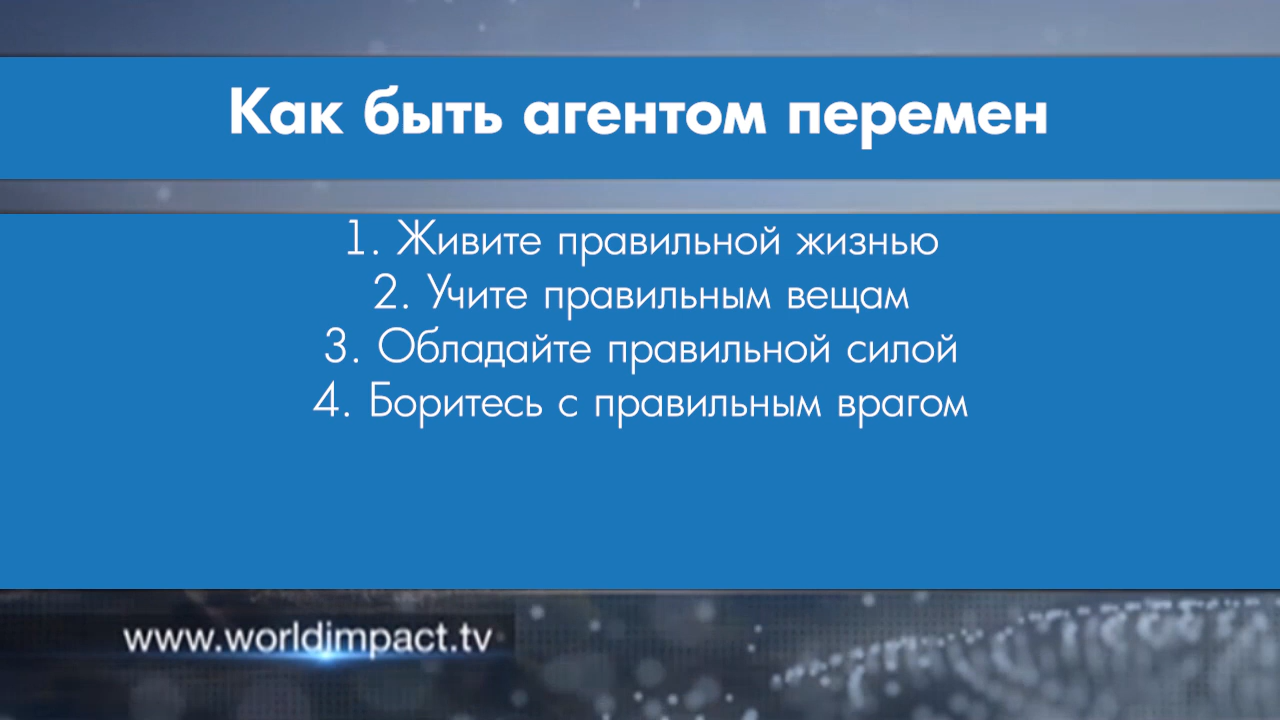 Как быть агентом перемен
1. Живите правильной жизнью
2. Учите правильным вещам
3. Обладайте правильной силой
4. Боритесь с правильным врагом
www.worldimpact.tv